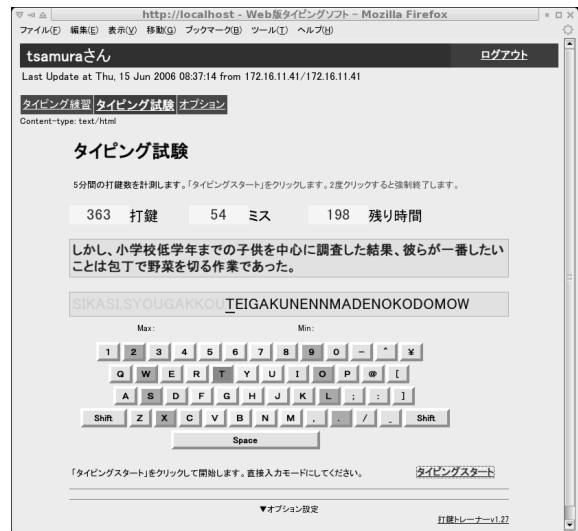 http://localhost - Web版タイピングソフト - Mozilla Firefox
ファイル(F) 編集(E) 表示(V) 移動(G) ブックマーク(B) ツール(T) ヘルプ(H)
tsamuraさん ログアウト
Last Update at Thu, 15 Jun 2006 08:37:14 from 172.16.11.41/172.16.11.41
タイピング練習 タイピング試験 オプション
Content-type: text/html
タイピング試験
5分間の打鍵数を計測します。「タイピングスタート」をクリックします。2度クリックすると強制終了します。
363 打鍵 54 ミス 198 残り時間
しかし、小学校低学年までの子供を中心に調査した結果、彼らが一番したい
ことは包丁で野菜を切る作業であった。
SIKASI,SYOUGAKKOUTEIGAKUNENNMADENOKODOMOW
Max: Min:
1 2 3 4 5 6 7 8 9 0 - ^ ¥
Q W E R T Y U I O P @ [
A S D F G H J K L ; : ]
Shift Z X C V B N M , . / _ Shift
Space
「タイピングスタート」をクリックして開始します。直接入力モードにしてください。 タイピングスタート
▼オプション設定
打鍵トレーナーv1.27